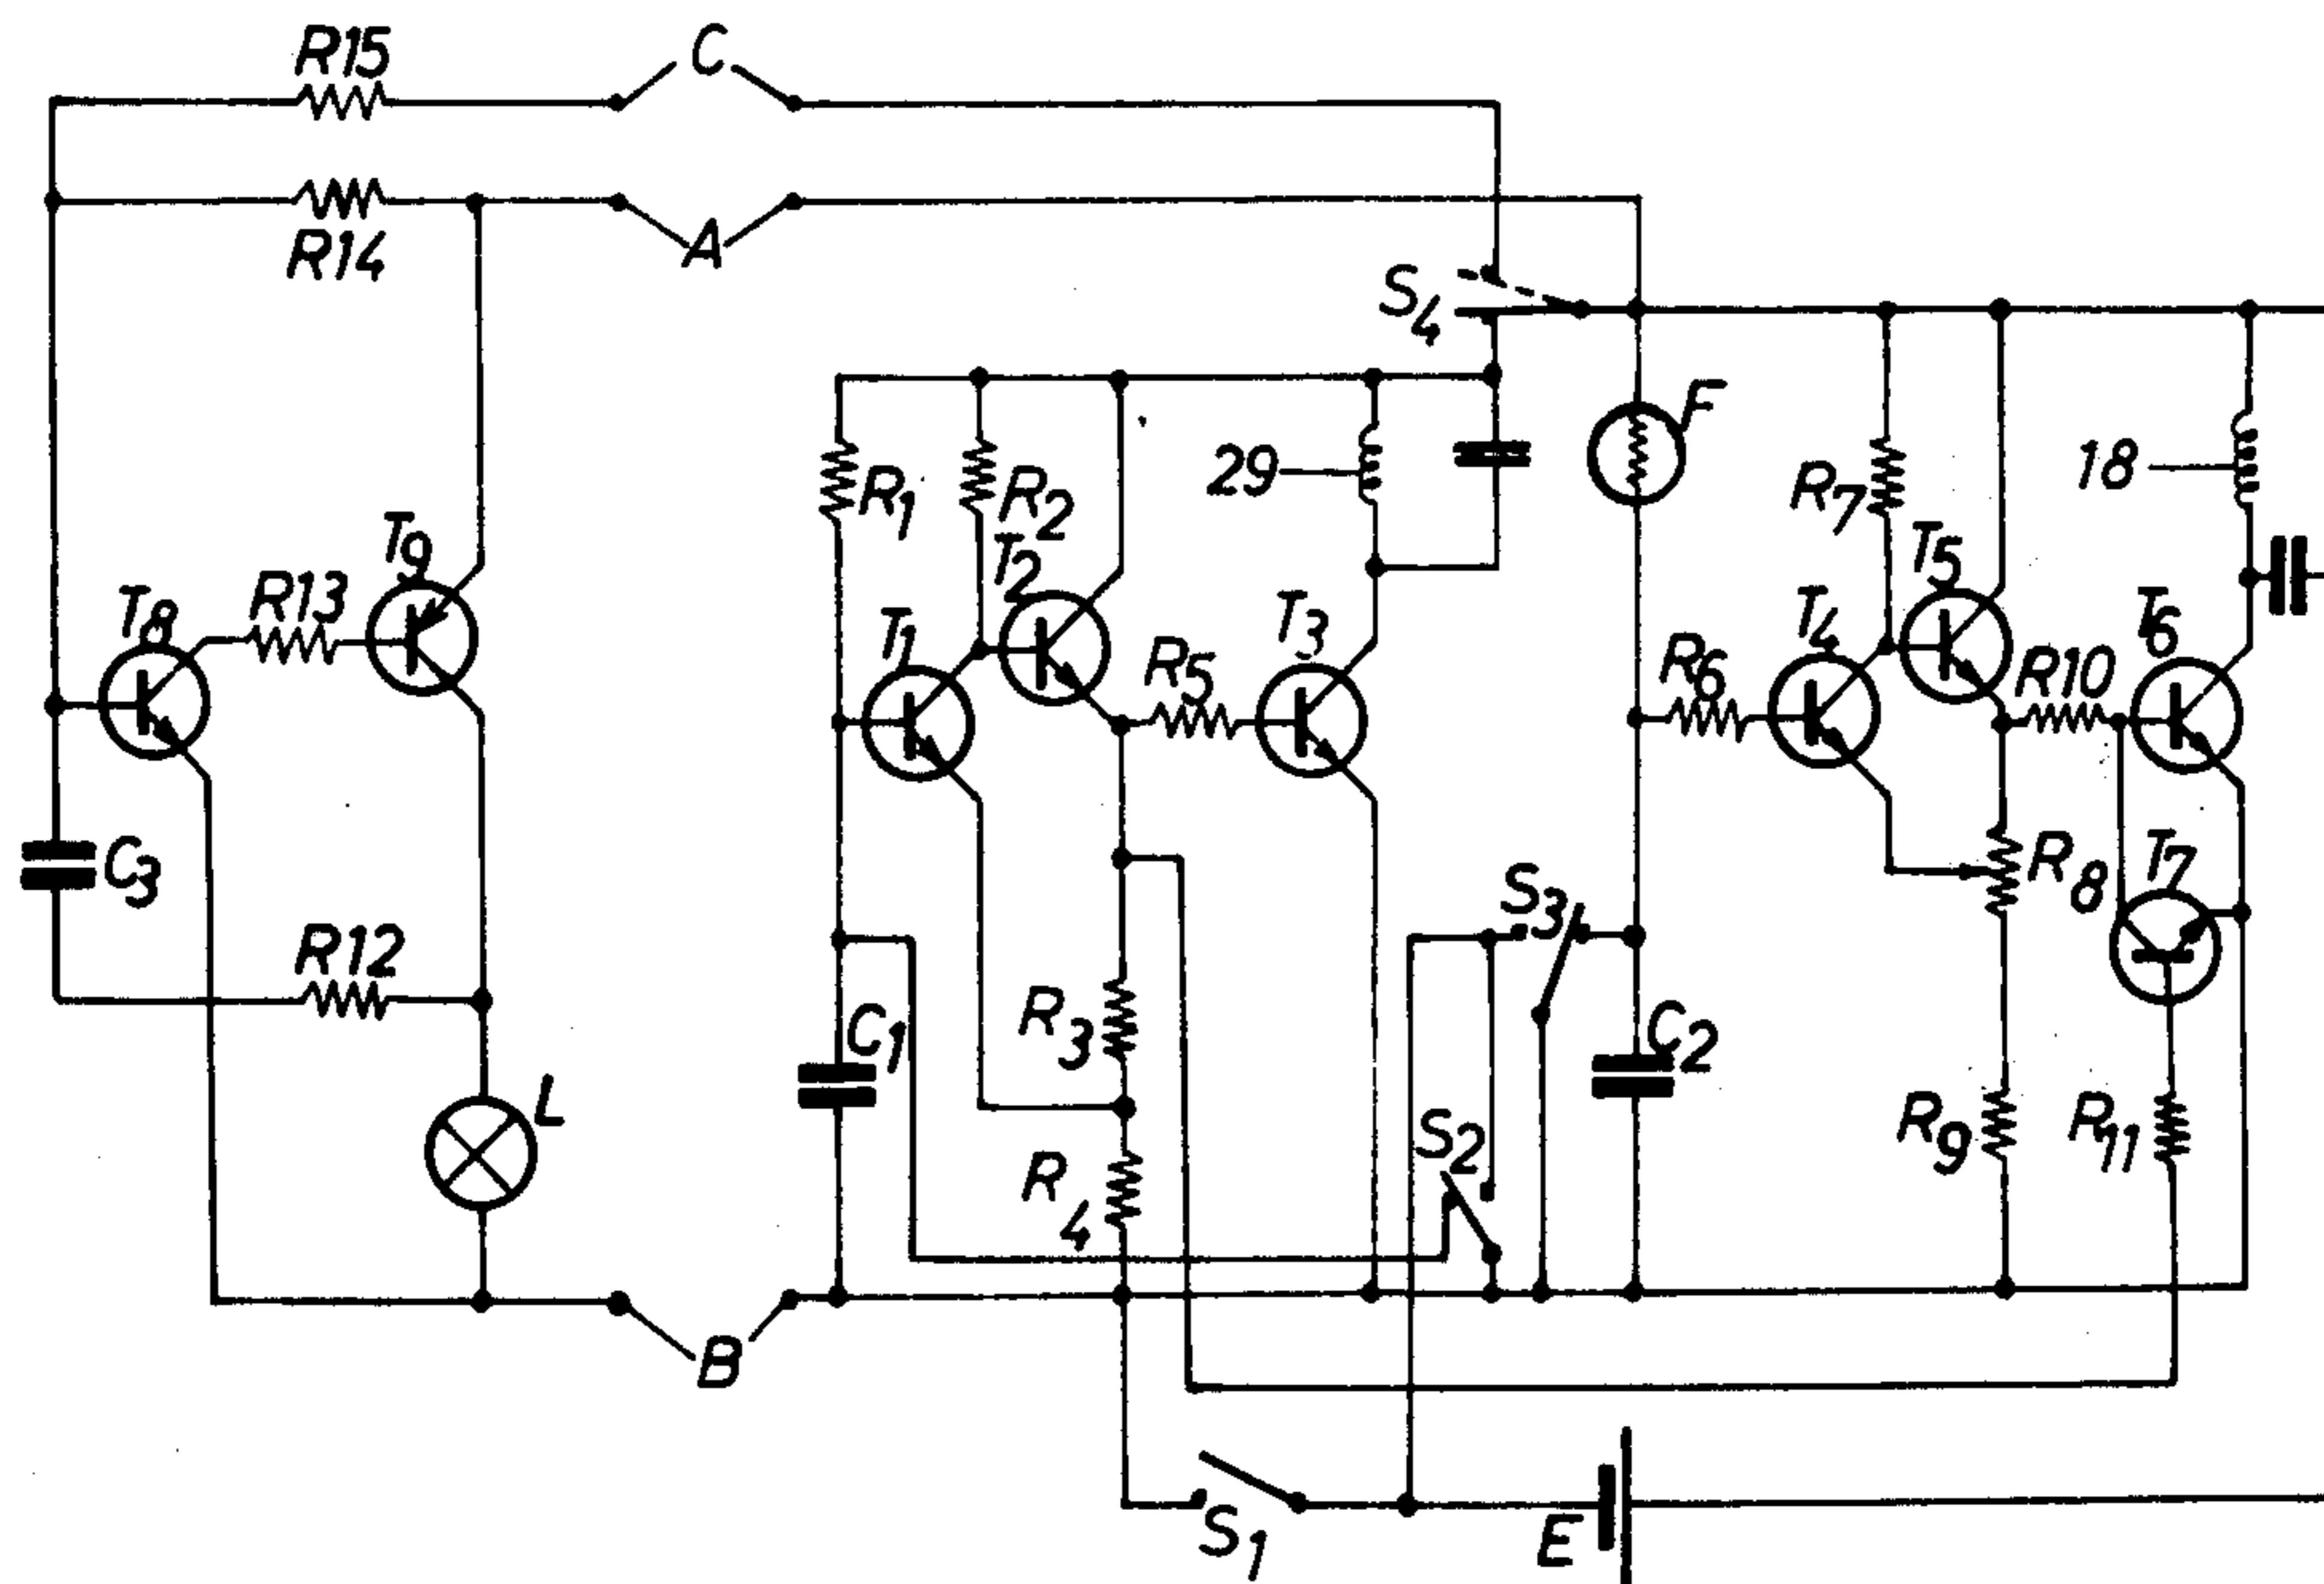 R15
C
R14
A
S4
F
29
R1
R2
R7
18
T9
T2
T5
T8
R13
T1
R5
T3
R6
T4
R10
T6
C3
S3
R8
T7
R12
C1
R3
C2
L
R4
S2
R9
R11
B
S1
E